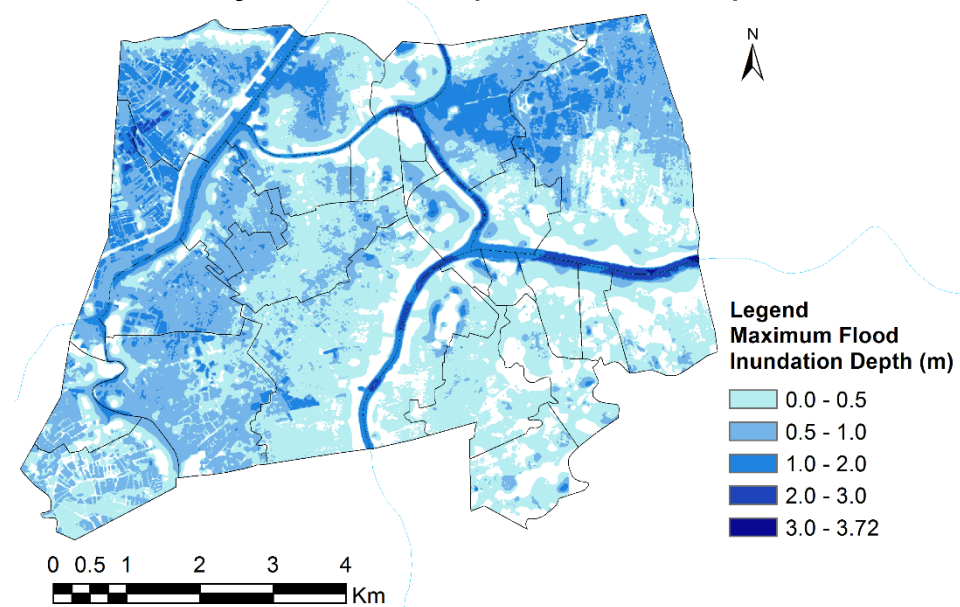 N
Legend
Maximum Flood
Inundation Depth (m)
0.0 - 0.5
0.5 - 1.0
1.0 - 2.0
2.0 - 3.0
3.0 - 3.72
0 0.5 1 2 3 4
Km